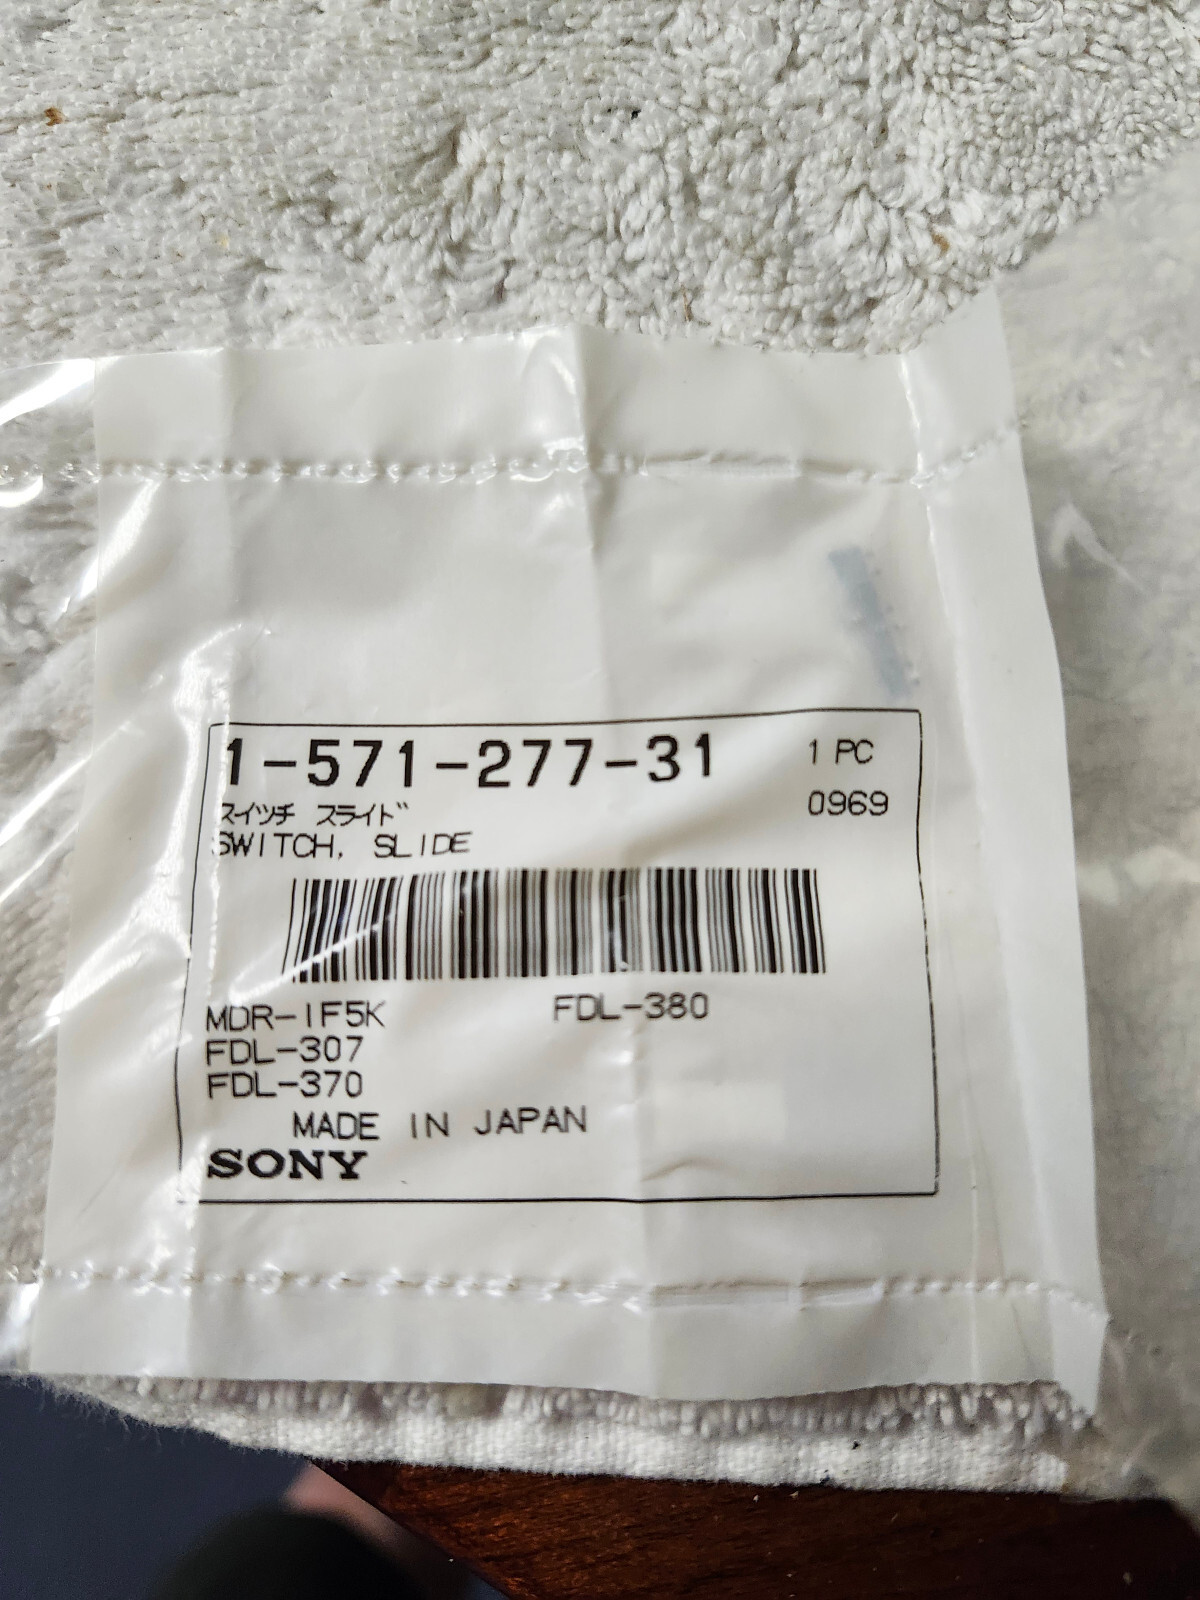 1-571-277-31
1 PC
スイッチ スライド
0969
SWITCH, SLIDE
MDR-IF5K
FDL-380
FDL-307
FDL-370
MADE IN JAPAN
SONY